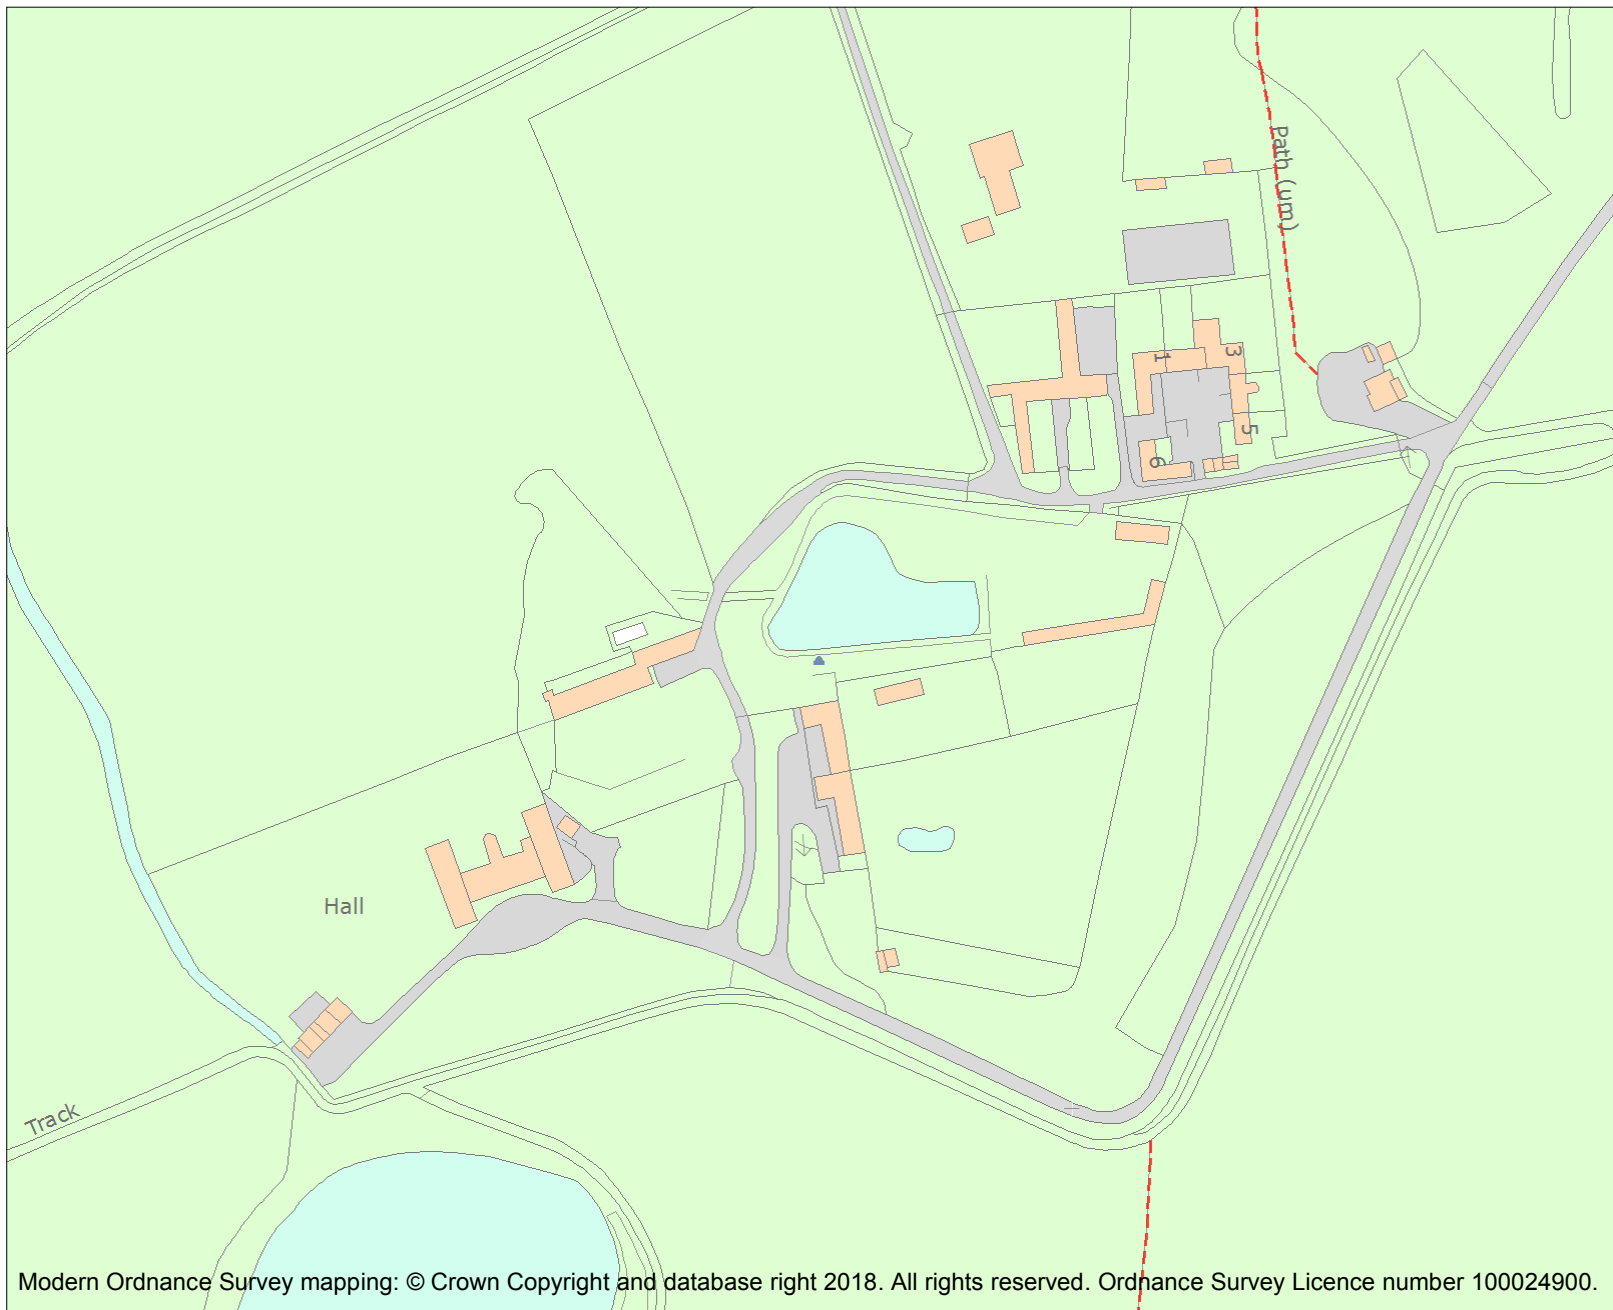 Path (um)
1
3
5
6
Hall
Track
Modern Ordnance Survey mapping: © Crown Copyright and database right 2018. All rights reserved. Ordnance Survey Licence number 100024900.